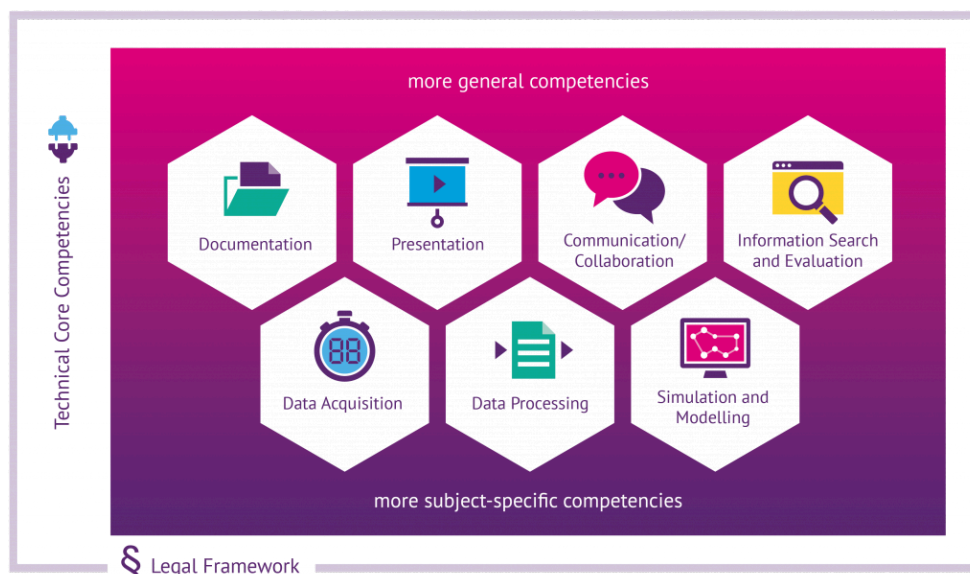 more general competencies
Technical Core Competencies
Documentation
Presentation
Communication/
Collaboration
Information Search
and Evaluation
88
Data Acquisition
Data Processing
Simulation and
Modelling
more subject-specific competencies
§ Legal Framework